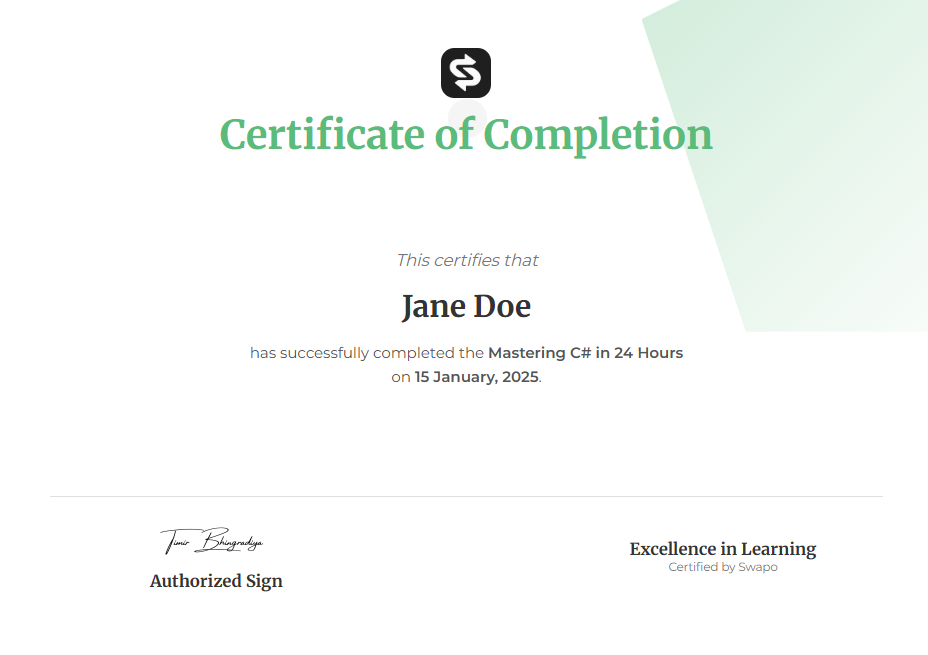 Certificate of Completion
This certifies that
Jane Doe
has successfully completed the Mastering C# in 24 Hours
on 15 January, 2025.
Timir Bhingradiya
Authorized Sign
Excellence in Learning
Certified by Swapo